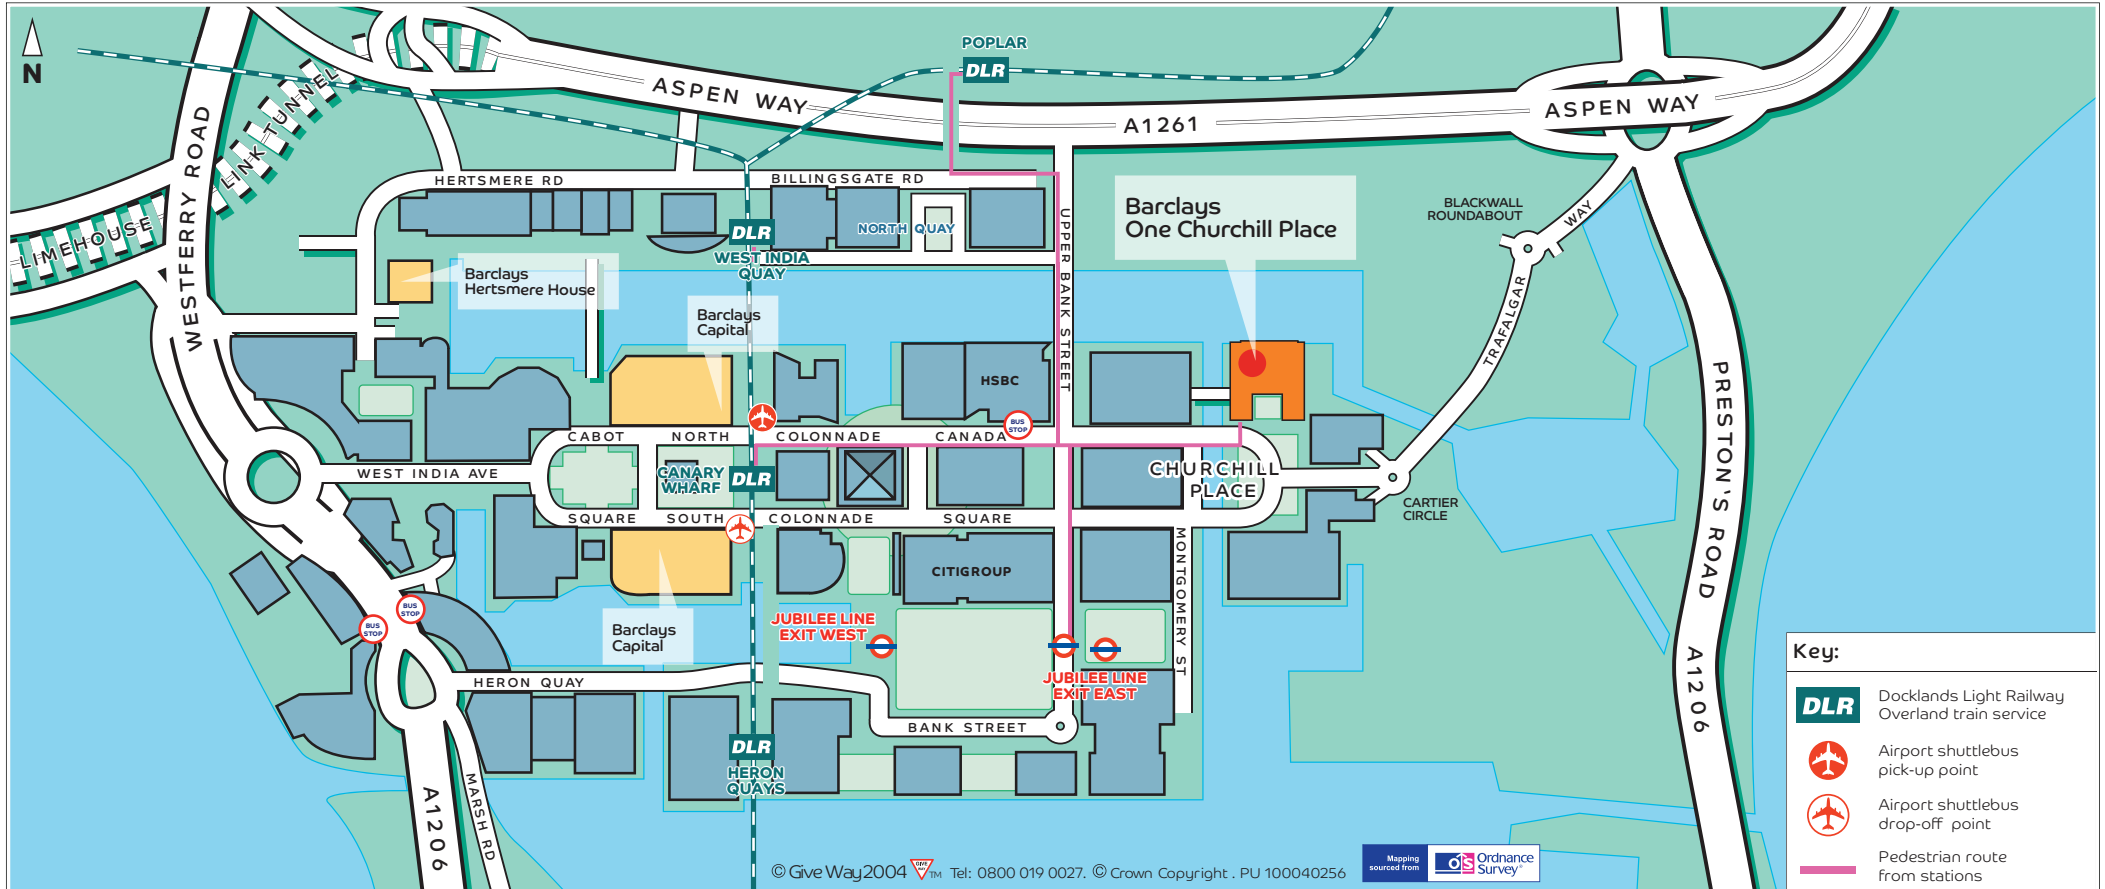 N
POPLAR
DLR
ASPEN WAY
A1261
ASPEN WAY
LINK TUNNEL
LIMEHOUSE
WESTFERRY ROAD
HERTSMERE RD
BILLINGSGATE RD
NORTH QUAY
DLR
WEST INDIA
QUAY
UPPER BANK STREET
Barclays
One Churchill Place
BLACKWALL
ROUNDABOUT
TRAFALGAR
WAY
Barclays
Hertsmere House
Barclays
Capital
HSBC
BUS
STOP
CABOT
NORTH
COLONNADE
CANADA
WEST INDIA AVE
CANARY
WHARF
DLR
CHURCHILL
PLACE
CARTIER
CIRCLE
SQUARE
SOUTH
COLONNADE
SQUARE
PRESTON'S ROAD
A1206
MONTGOMERY ST
CITIGROUP
BUS
STOP
BUS
STOP
Barclays
Capital
JUBILEE LINE
EXIT WEST
JUBILEE LINE
EXIT EAST
HERON QUAY
BANK STREET
DLR
HERON
QUAYS
A1206
MARSH RD
Key:
DLR
Docklands Light Railway
Overland train service
Airport shuttlebus
pick-up point
Airport shuttlebus
drop-off point
Pedestrian route
from stations
© Give Way 2004 GIVE WAY TM Tel: 0800 019 0027. © Crown Copyright . PU 100040256
Mapping
sourced from
OS
Ordnance
Survey®